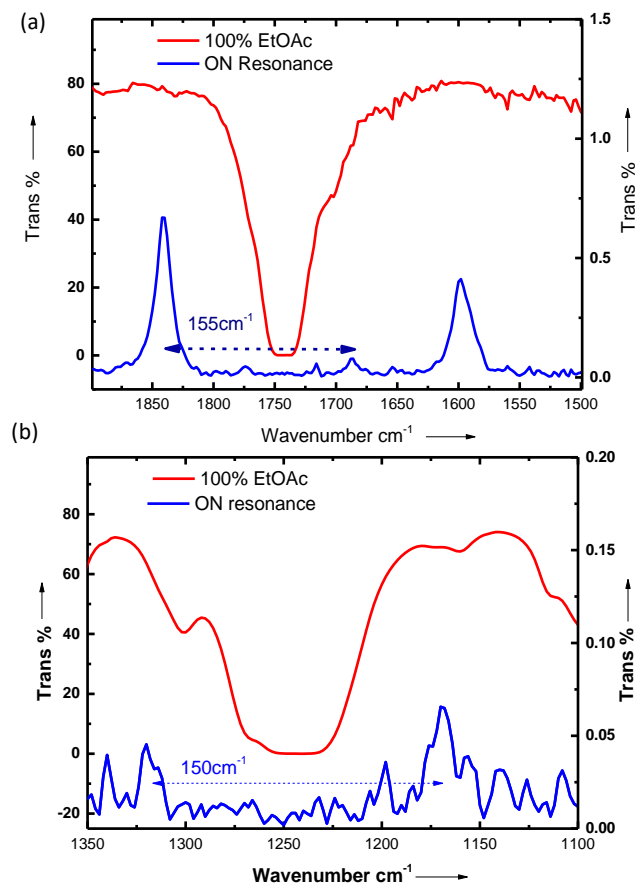 (a)
100% EtOAc
ON Resonance
Trans %
80
60
40
20
0
155cm-1
1.5
1.0
0.5
0.0
Trans %
1850 1800 1750 1700 1650 1600 1550 1500
Wavenumber cm-1
(b)
100% EtOAc
ON resonance
Trans %
80
60
40
20
0
-20
150cm-1
0.20
0.15
0.10
0.05
0.00
Trans %
1350 1300 1250 1200 1150 1100
Wavenumber cm-1